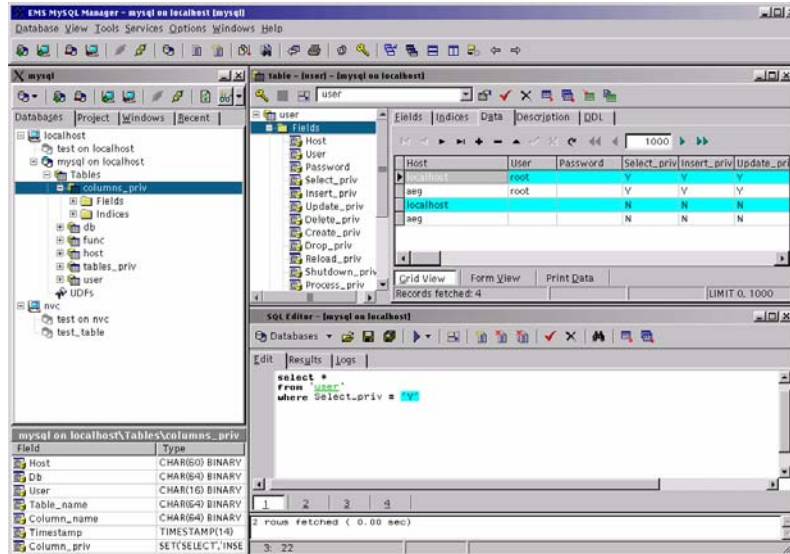 EMS MySQL Manager - mysql on localhost [mysql]
Database View Tools Services Options Windows Help
mysql
Databases Project Windows Recent
localhost
test on localhost
mysql on localhost
Tables
columns_priv
Fields
Indices
db
func
host
tables_priv
user
UDFs
nvc
test on nvc
test_table
mysql on localhost\Tables\columns_priv
Field Type
Host CHAR(60) BINARY
Db CHAR(64) BINARY
User CHAR(16) BINARY
Table_name CHAR(64) BINARY
Column_name CHAR(64) BINARY
Timestamp TIMESTAMP(14)
Column_priv SET('SELECT','INSE
Table - [user] - [mysql on localhost]
user
user
Fields
Host
User
Password
Select_priv
Insert_priv
Update_priv
Delete_priv
Create_priv
Drop_priv
Reload_priv
Shutdown_priv
Process_priv
Fields Indices Data Description DDL
1000
Host User Password Select_priv Insert_priv Update_pri
localhost root Y Y Y
aeg root Y Y Y
localhost N N N
aeg N N N
Grid View Form View Print Data
Records fetched: 4 LIMIT 0, 1000
SQL Editor - [mysql on localhost]
Databases
Edit Results Logs
select *
from `user`
where Select_priv = 'Y'
1 2 3 4
2 rows fetched ( 0.00 sec)
3: 22